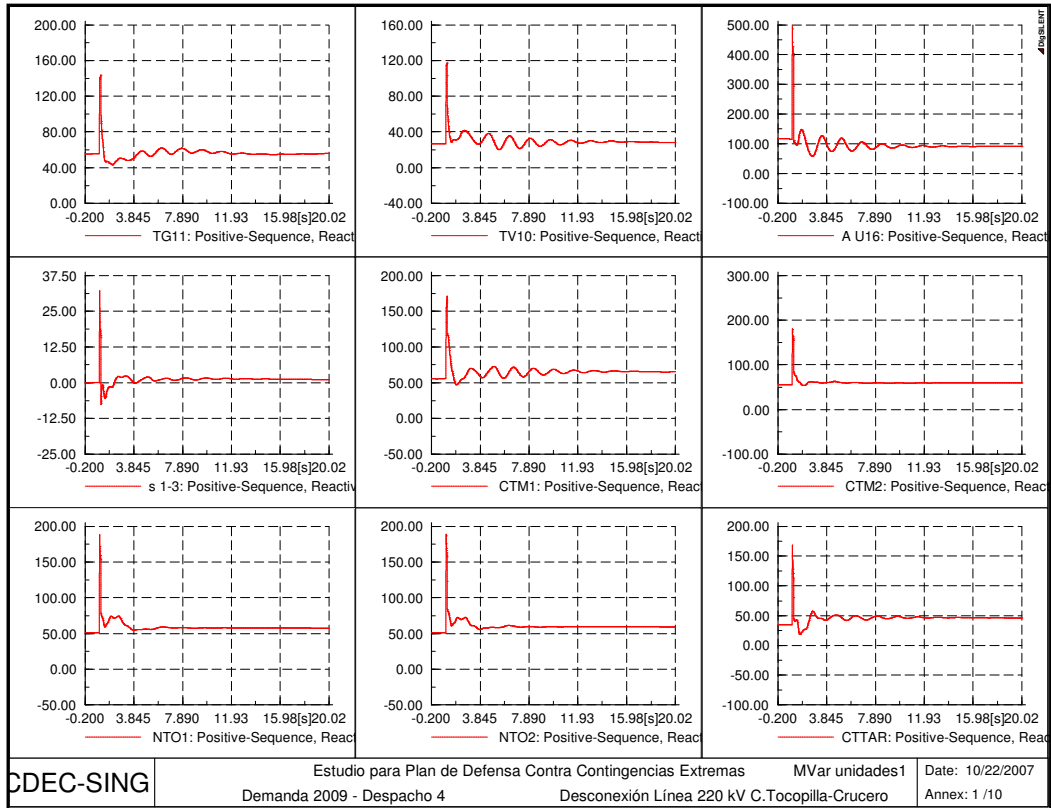 200.00
160.00
120.00
80.00
40.00
0.00
-0.200 3.845 7.890 11.93 15.98[s]20.02
TG11: Positive-Sequence, Reacti
160.00
120.00
80.00
40.00
0.00
-40.00
-0.200 3.845 7.890 11.93 15.98[s]20.02
TV10: Positive-Sequence, Reacti
500.00
400.00
300.00
200.00
100.00
0.00
-100.00
-0.200 3.845 7.890 11.93 15.98[s]20.02
A U16: Positive-Sequence, React
DIgSILENT
37.50
25.00
12.50
0.00
-12.50
-25.00
-0.200 3.845 7.890 11.93 15.98[s]20.02
s 1-3: Positive-Sequence, Reactiv
200.00
150.00
100.00
50.00
0.00
-50.00
-0.200 3.845 7.890 11.93 15.98[s]20.02
CTM1: Positive-Sequence, React
300.00
200.00
100.00
0.00
-100.00
-0.200 3.845 7.890 11.93 15.98[s]20.02
CTM2: Positive-Sequence, Reac
200.00
150.00
100.00
50.00
0.00
-50.00
-0.200 3.845 7.890 11.93 15.98[s]20.02
NTO1: Positive-Sequence, React
200.00
150.00
100.00
50.00
0.00
-50.00
-0.200 3.845 7.890 11.93 15.98[s]20.02
NTO2: Positive-Sequence, React
200.00
150.00
100.00
50.00
0.00
-50.00
-100.00
-0.200 3.845 7.890 11.93 15.98[s]20.02
CTTAR: Positive-Sequence, Reac
CDEC-SING
Estudio para Plan de Defensa Contra Contingencias Extremas MVar unidades1
Demanda 2009 - Despacho 4 Desconexión Línea 220 kV C.Tocopilla-Crucero
Date: 10/22/2007
Annex: 1 /10